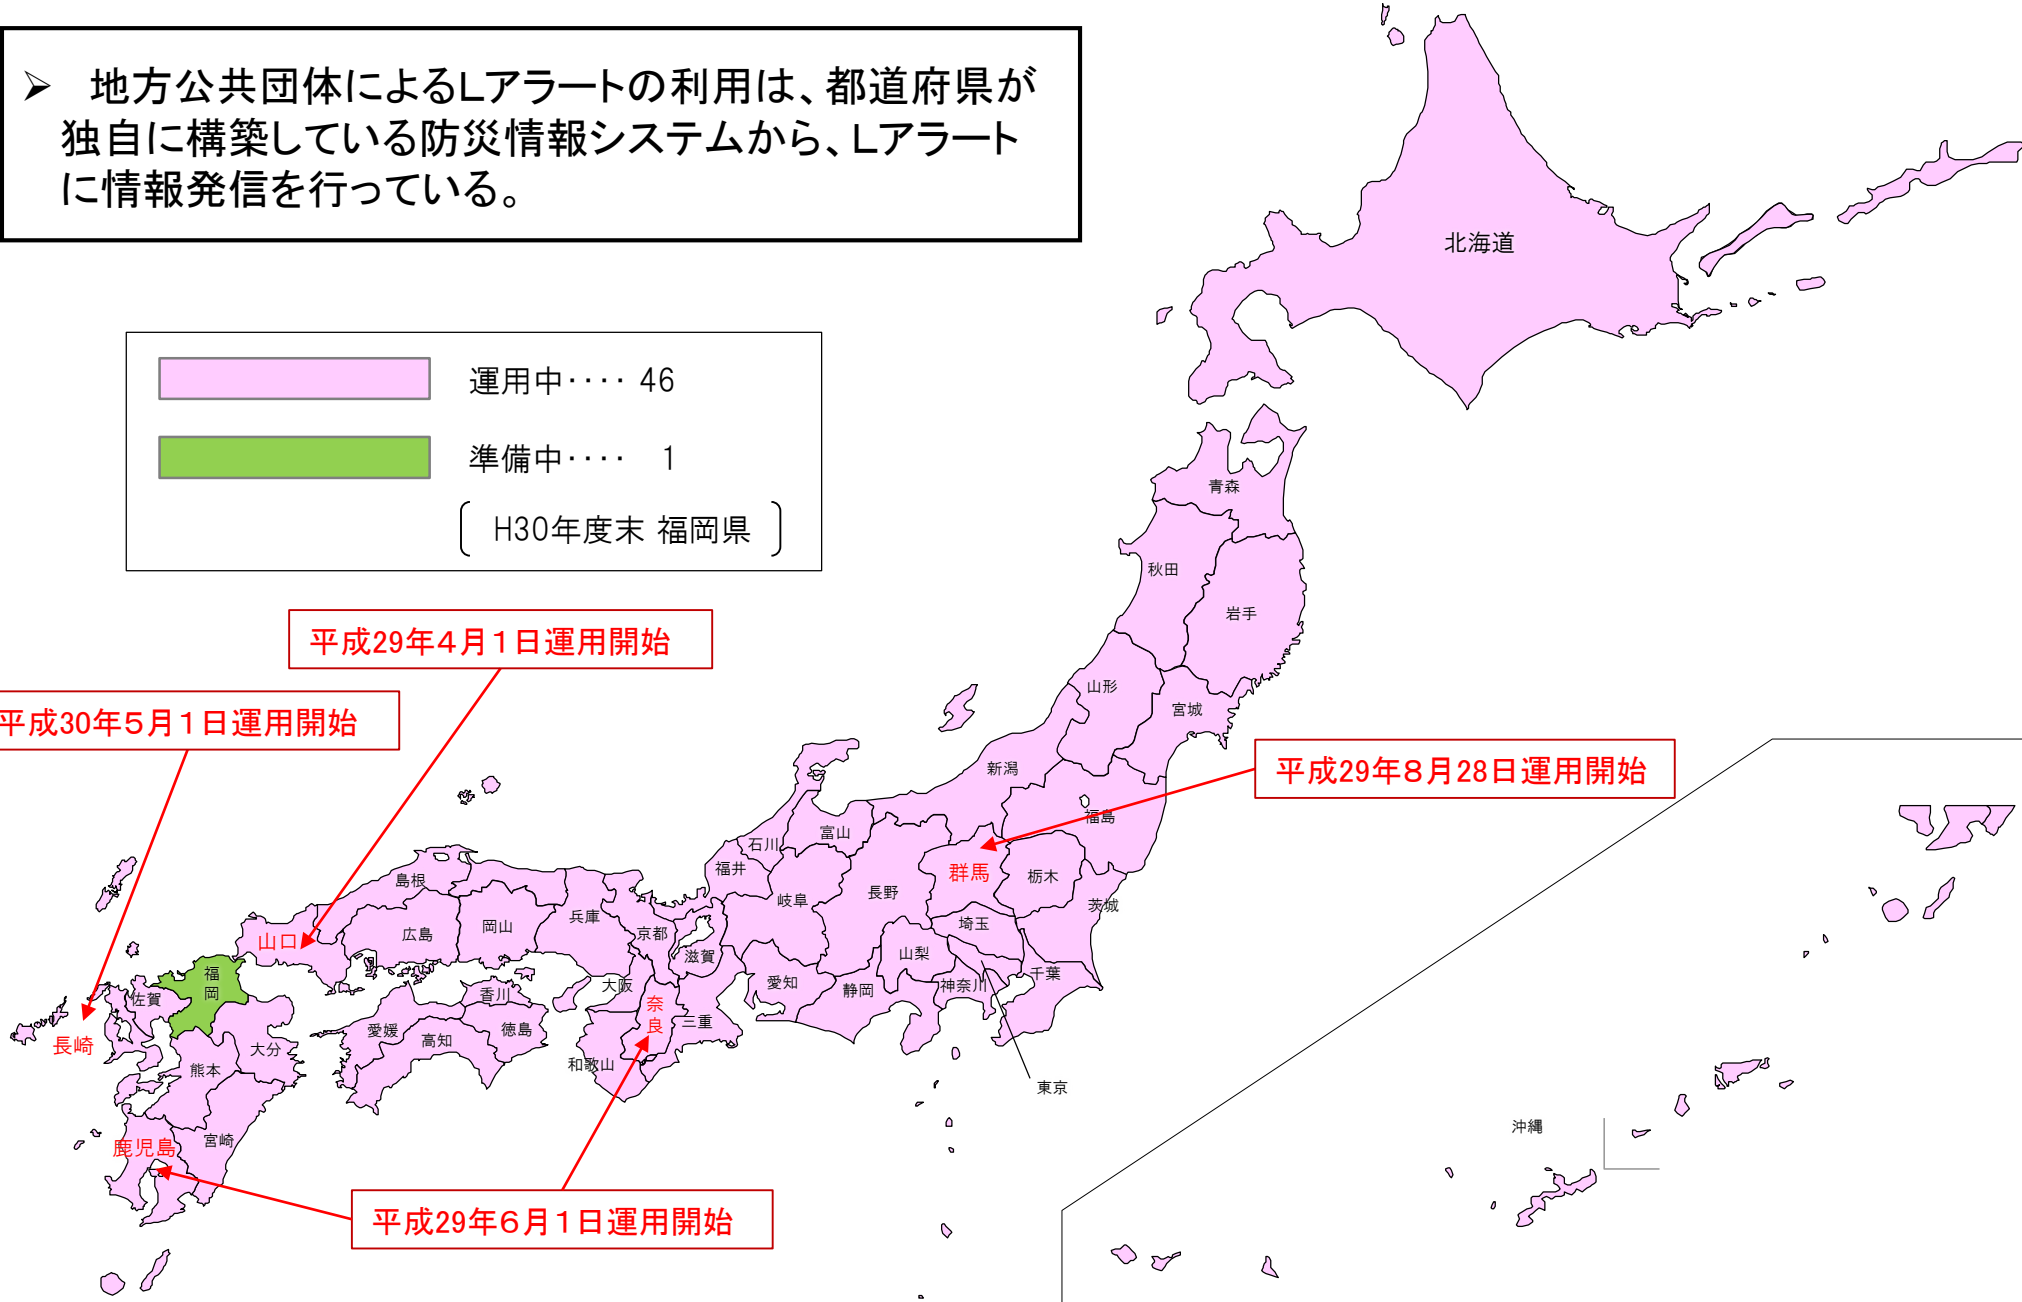 ➢ 地方公共団体によるLアラートの利用は、都道府県が
独自に構築している防災情報システムから、Lアラート
に情報発信を行っている。
運用中‥‥ 46
準備中‥‥ 1
H30年度末 福岡県
平成29年4月1日運用開始
平成30年5月1日運用開始
平成29年8月28日運用開始
平成29年6月1日運用開始
北海道
青森
秋田
岩手
山形
宮城
新潟
福島
富山
石川
福井
群馬
栃木
長野
岐阜
茨城
埼玉
山梨
千葉
神奈川
東京
静岡
愛知
島根
岡山
兵庫
広島
山口
京都
滋賀
大阪
奈良
三重
和歌山
香川
徳島
愛媛
高知
福岡
佐賀
長崎
大分
熊本
宮崎
鹿児島
沖縄